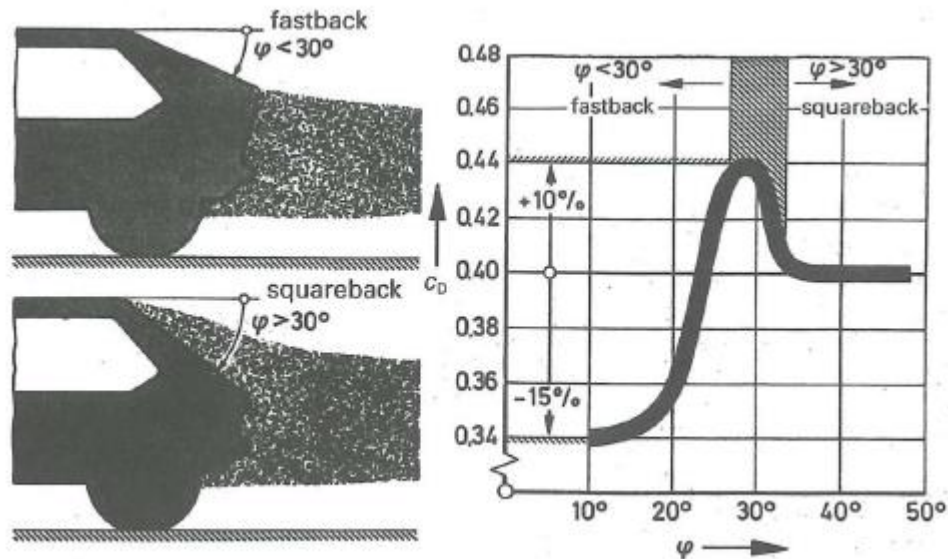 fastback
φ<30°
squareback
φ>30°
0.48
0.46
0.44
0.42
0.40
0.38
0.36
0,34
c_D
φ<30°
φ>30°
fastback
squareback
+10%
-15%
10°
20°
30°
40°
50°
φ